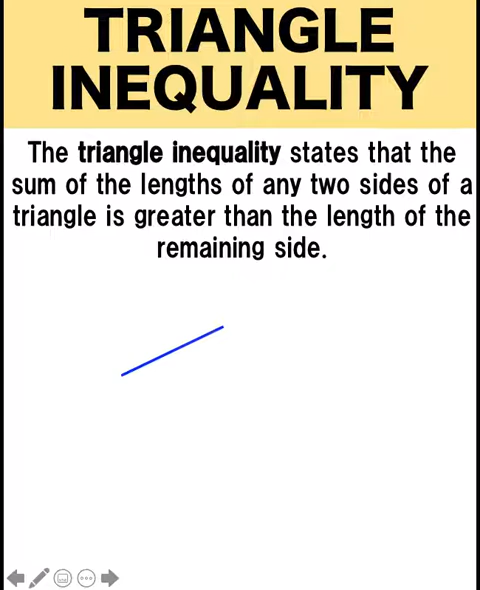 TRIANGLE
INEQUALITY
The triangle inequality states that the
sum of the lengths of any two sides of a
triangle is greater than the length of the
remaining side.